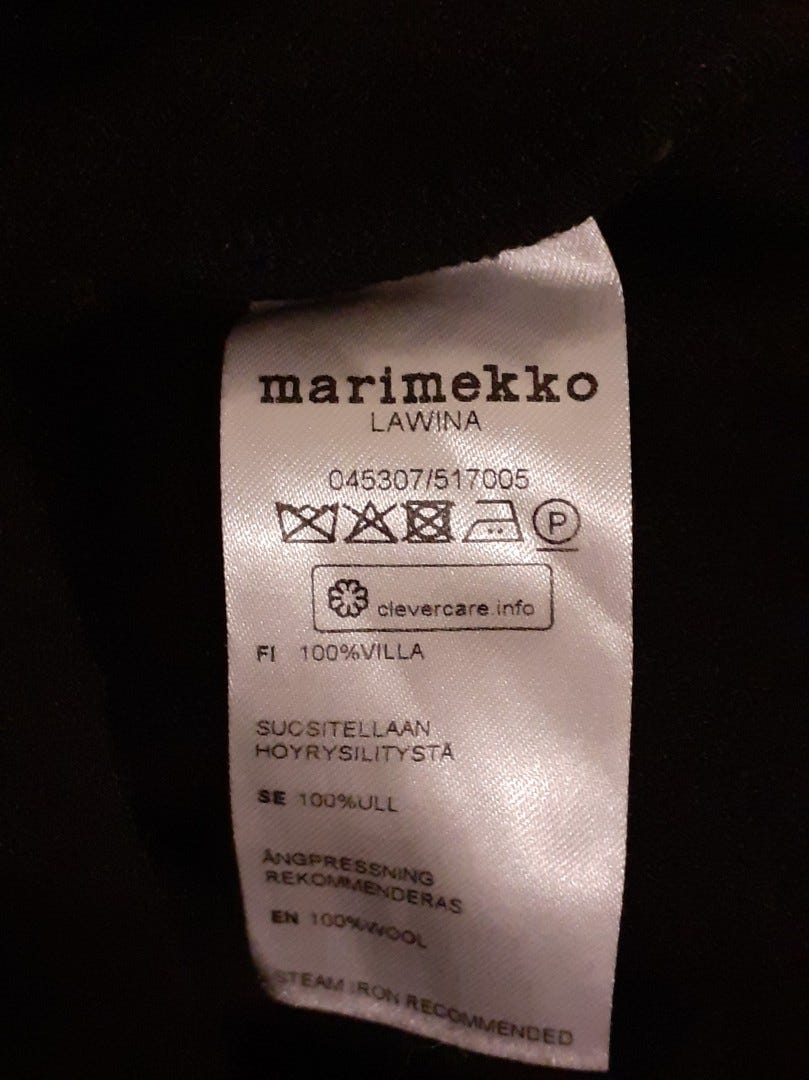 marimekko
LAWINA
045307/517005
P
clevercare.info
FI 100%VILLA
SUOSITELLAAN
HÖYRYSILITYSTÄ
SE 100%ULL
ÅNGPRESSNING
REKOMMENDERAS
EN 100%WOOL
STEAM IRON RECOMMENDED